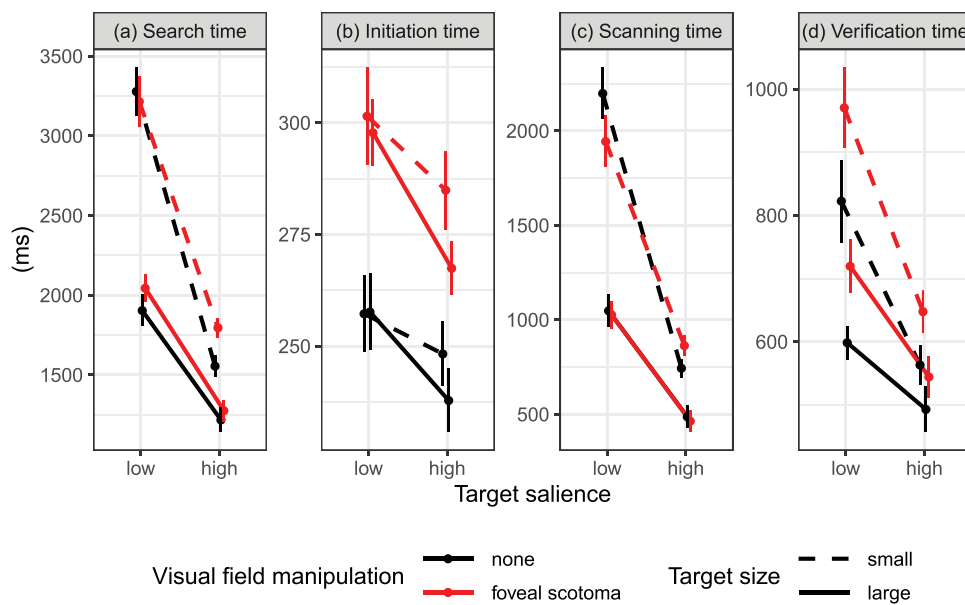 (a) Search time
(b) Initiation time
(c) Scanning time
(d) Verification time
(ms)
3500
3000
2500
2000
1500
300
275
250
2000
1500
1000
500
1000
800
600
low high
low high
low high
low high
Target salience
Visual field manipulation
none
foveal scotoma
Target size
small
large